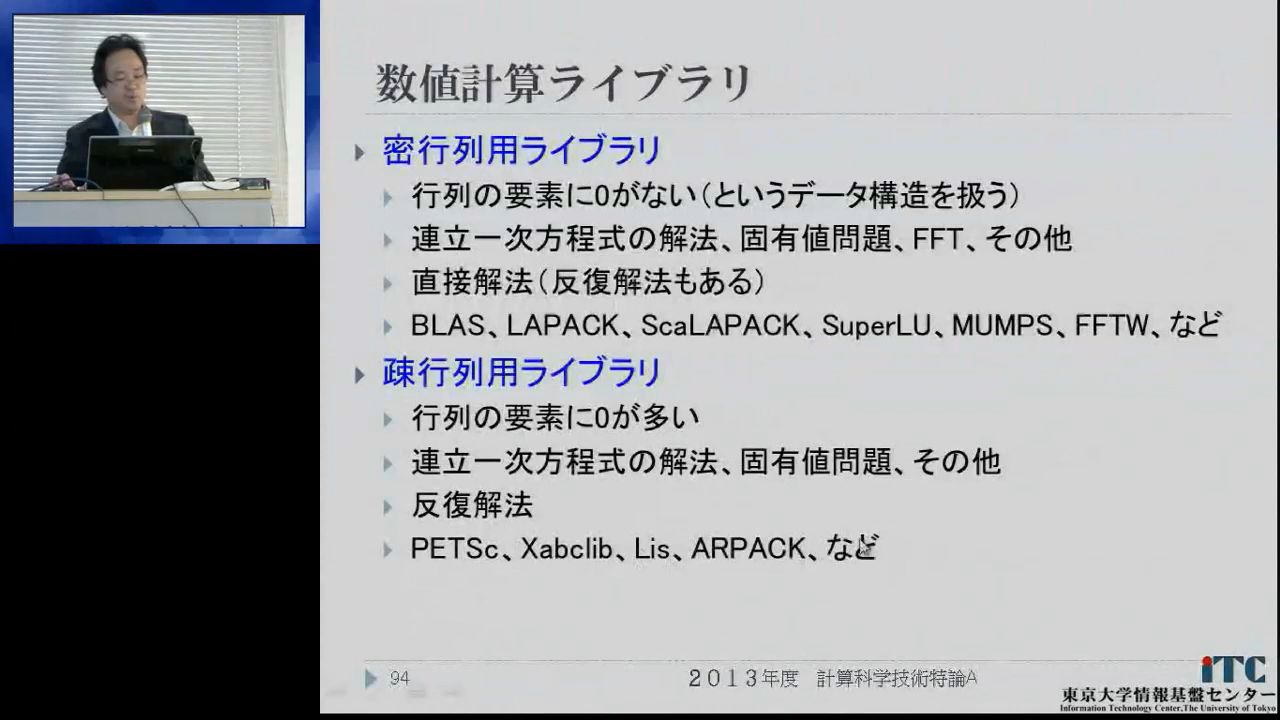 数値計算ライブラリ
密行列用ライブラリ
行列の要素に0がない(というデータ構造を扱う)
連立一次方程式の解法、固有値問題、FFT、その他
直接解法(反復解法もある)
BLAS、LAPACK、ScaLAPACK、SuperLU、MUMPS、FFTW、など
疎行列用ライブラリ
行列の要素に0が多い
連立一次方程式の解法、固有値問題、その他
反復解法
PETSc、Xabclib、Lis、ARPACK、など
94
2013年度 計算科学技術特論A
iTC
東京大学情報基盤センター
Information Technology Center,The University of Tokyo